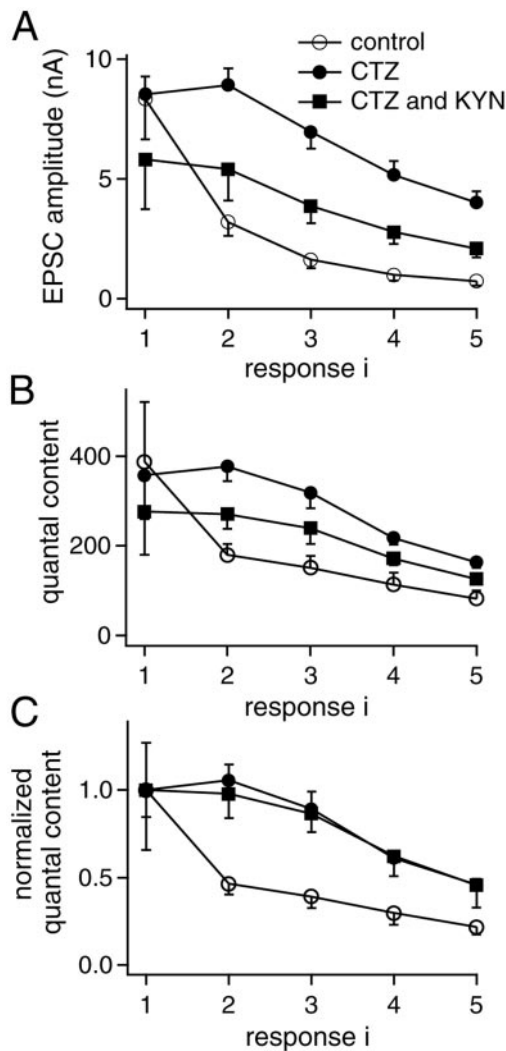 A
control
CTZ
CTZ and KYN
EPSC amplitude (nA)
10
5
0
1 2 3 4 5
response i
B
quantal content
400
200
0
1 2 3 4 5
response i
C
normalized
quantal content
1.0
0.5
0.0
1 2 3 4 5
response i